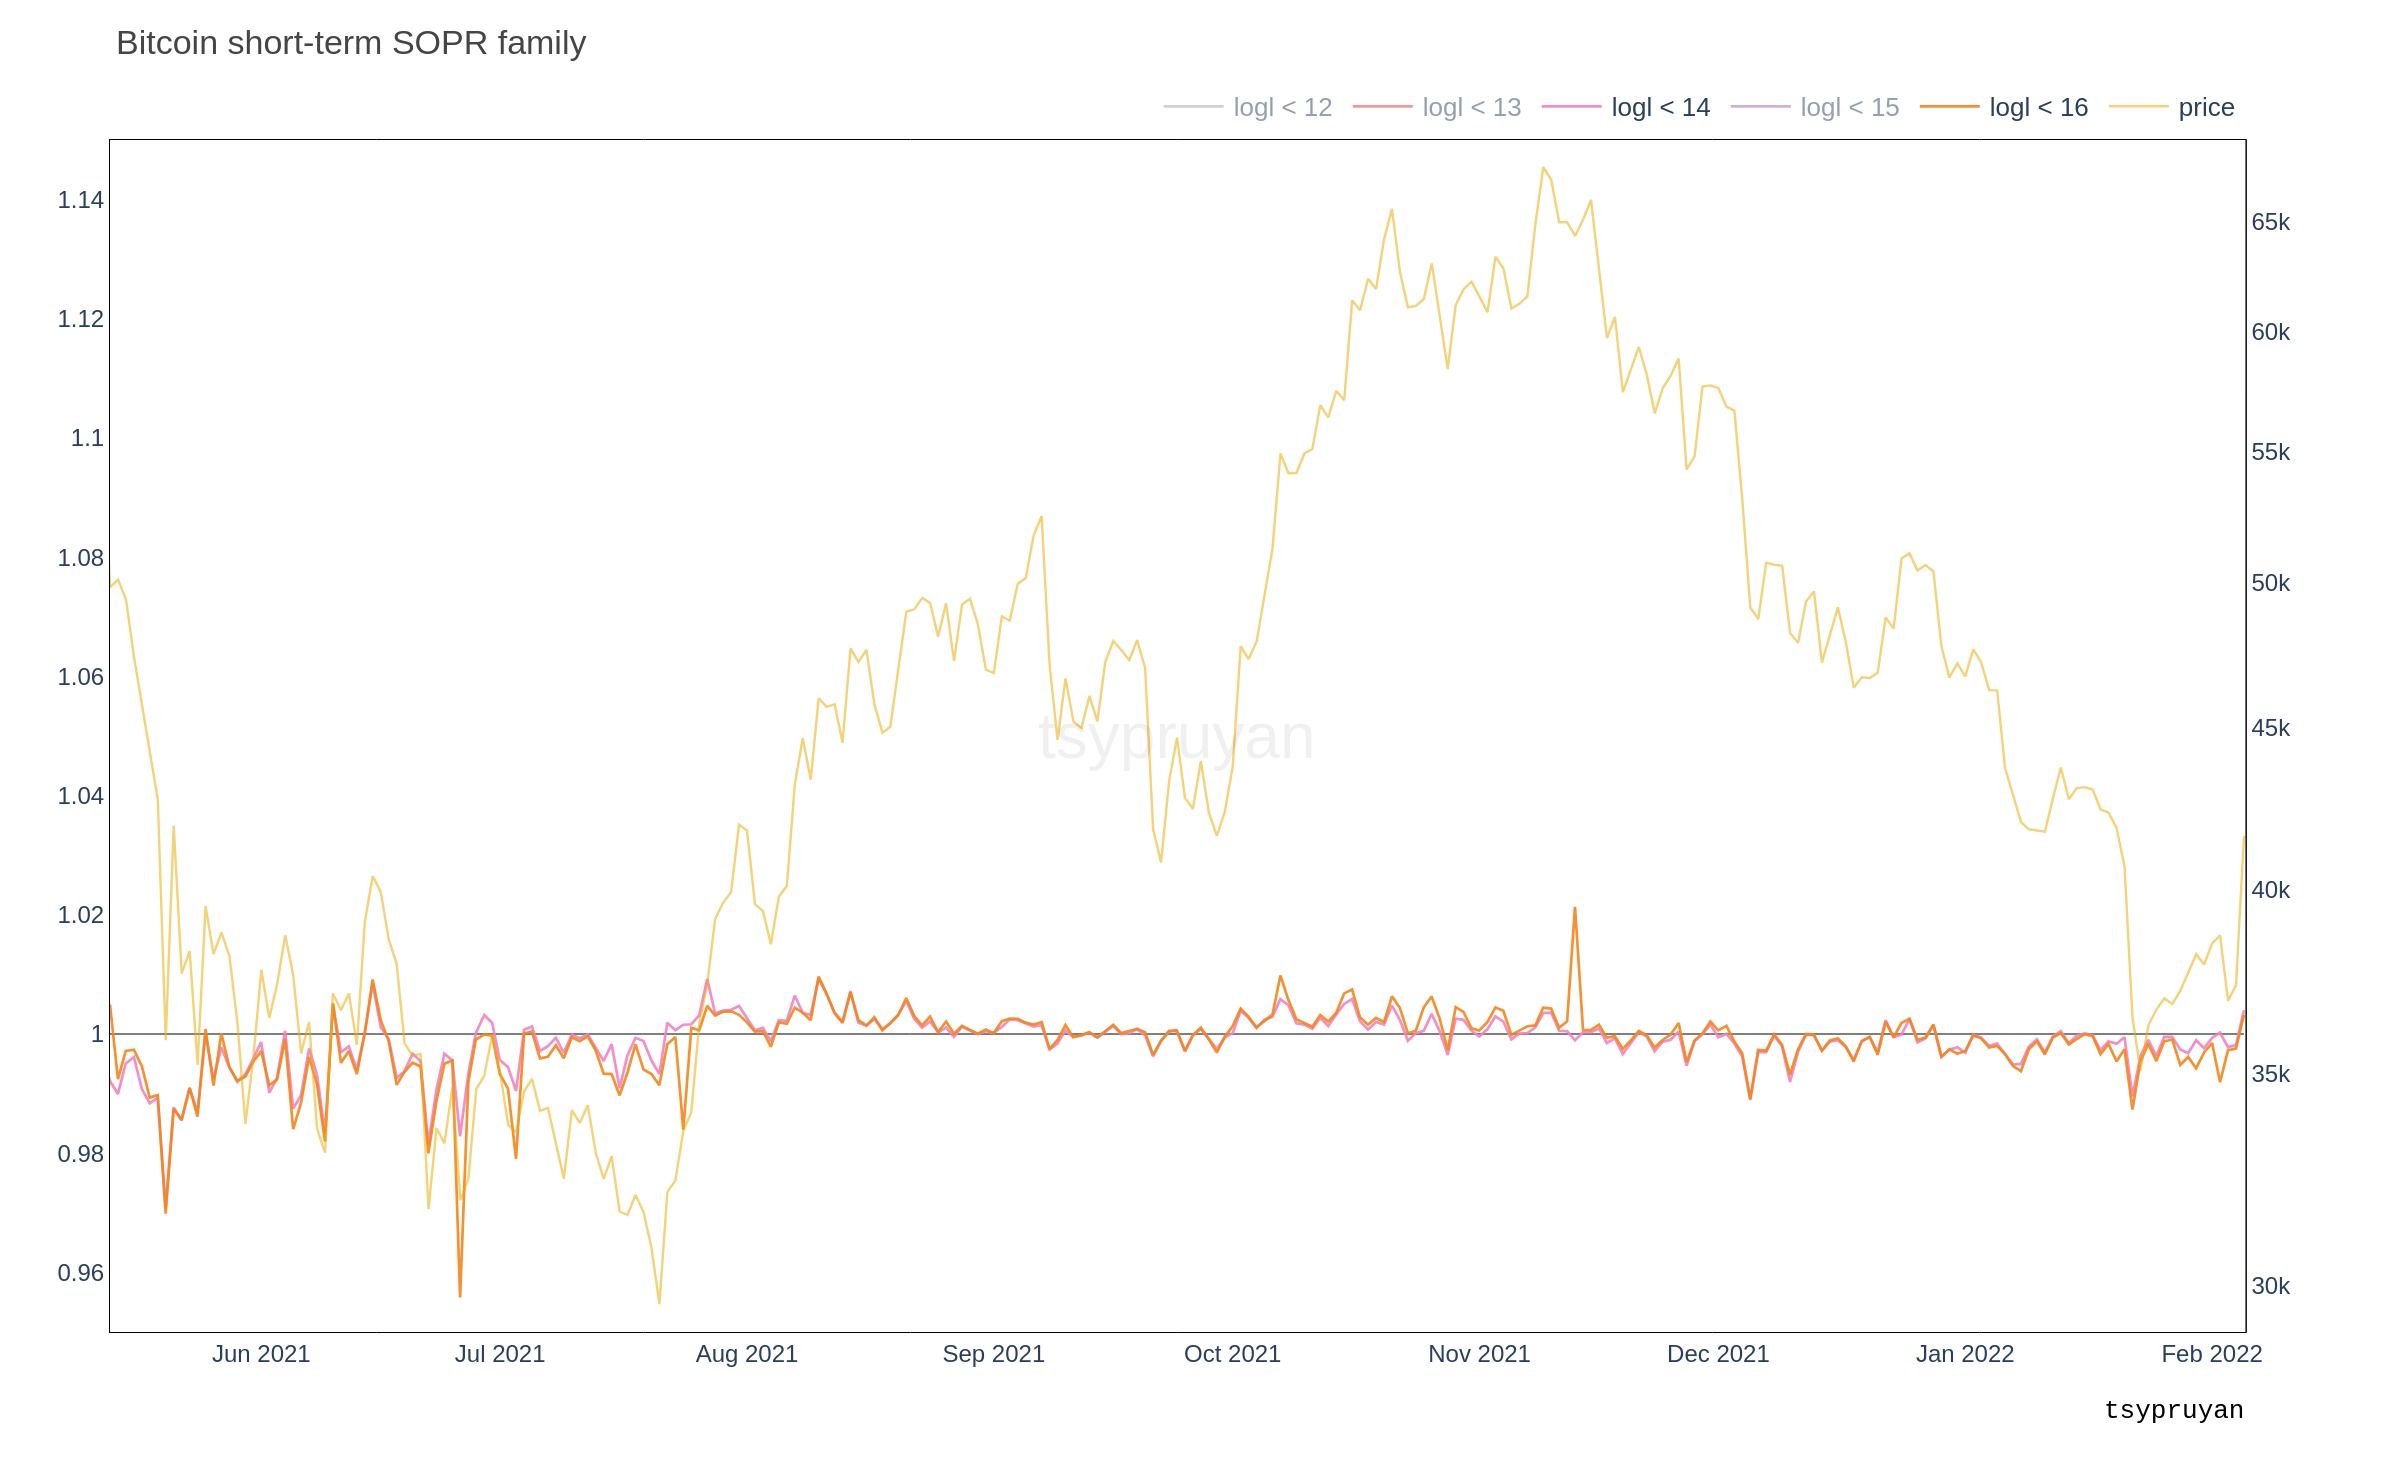 Bitcoin short-term SOPR family
logl < 12 logl < 13 logl < 14 logl < 15 logl < 16 price
1.14
1.12
1.1
1.08
1.06
1.04
1.02
1
0.98
0.96
65k
60k
55k
50k
45k
40k
35k
30k
tsypruyan
Jun 2021 Jul 2021 Aug 2021 Sep 2021 Oct 2021 Nov 2021 Dec 2021 Jan 2022 Feb 2022
tsypruyan